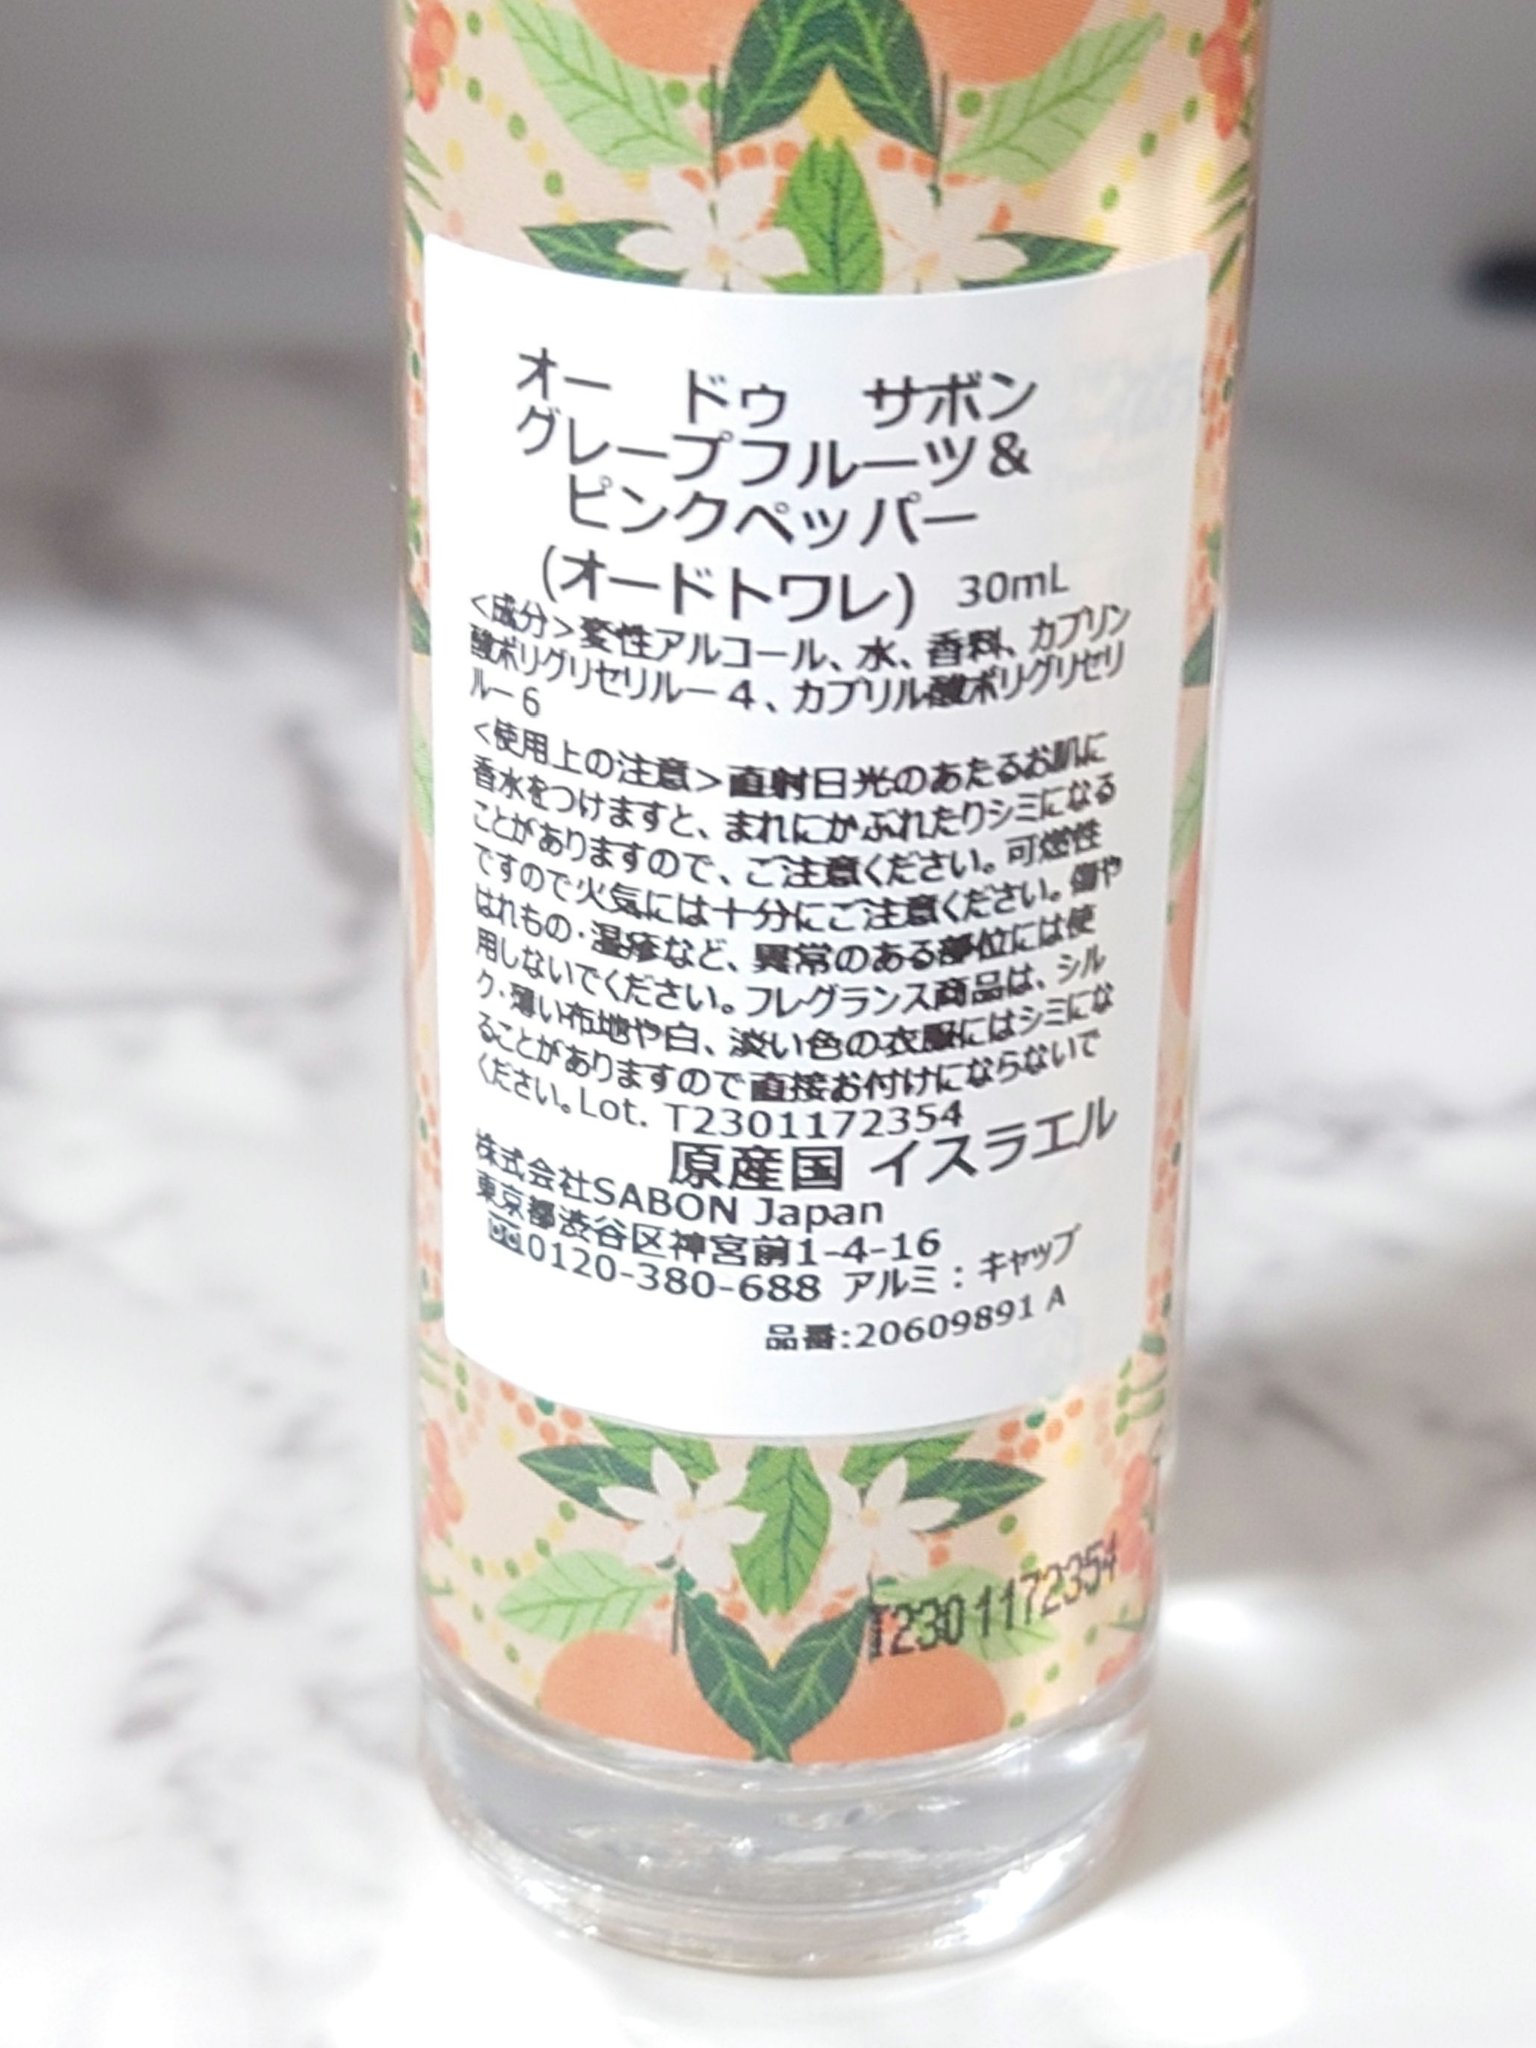 オー　ドゥ　サボン
グレープフルーツ＆
ピンクペッパー
(オードトワレ) 30mL
<成分>変性アルコール、水、香料、カプリン
酸ポリグリセリルー４、カプリル酸ポリグリセリ
ルー６
<使用上の注意>直射日光のあたるお肌に
香水をつけますと、まれにかぶれたりシミになる
ことがありますので、ご注意ください。可燃性
ですので火気には十分にご注意ください。傷や
はれもの・湿疹など、異常のある部位には使
用しないでください。フレグランス商品は、シル
ク・薄い布地や白、淡い色の衣服にはシミにな
ることがありますので直接お付けにならないで
ください。Lot. T2301172354
原産国 イスラエル
株式会社SABON Japan
東京都渋谷区神宮前1-4-16
0120-380-688 アルミ：キャップ
品番:20609891 A
T2301172354